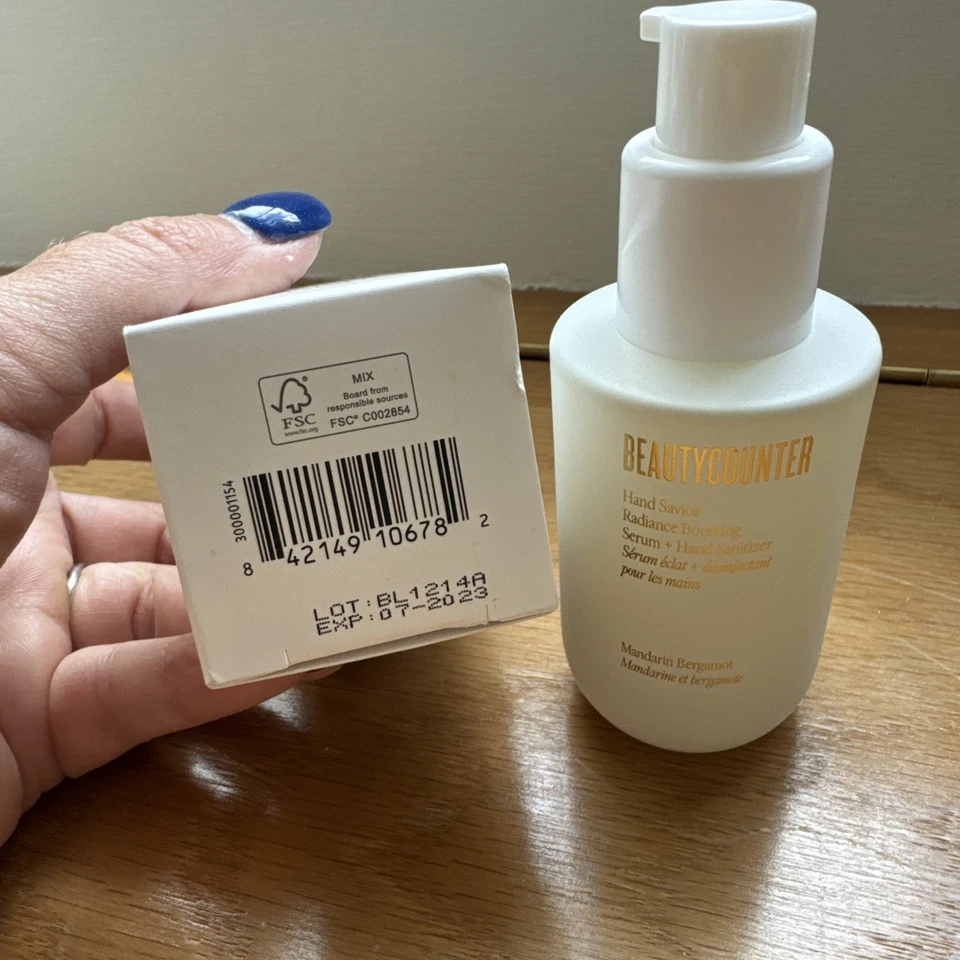 MIX
Board from
responsible sources
FSC® C002854
FSC
www.fsc.org
300001154
8 42149 10678 2
LOT:BL1214A
EXP:07-2023
BEAUTYCOUNTER
Hand Savior
Radiance Boosting
Serum + Hand Sanitizer
Sérum éclat + désinfectant
pour les mains
Mandarin Bergamot
Mandarine et bergamote